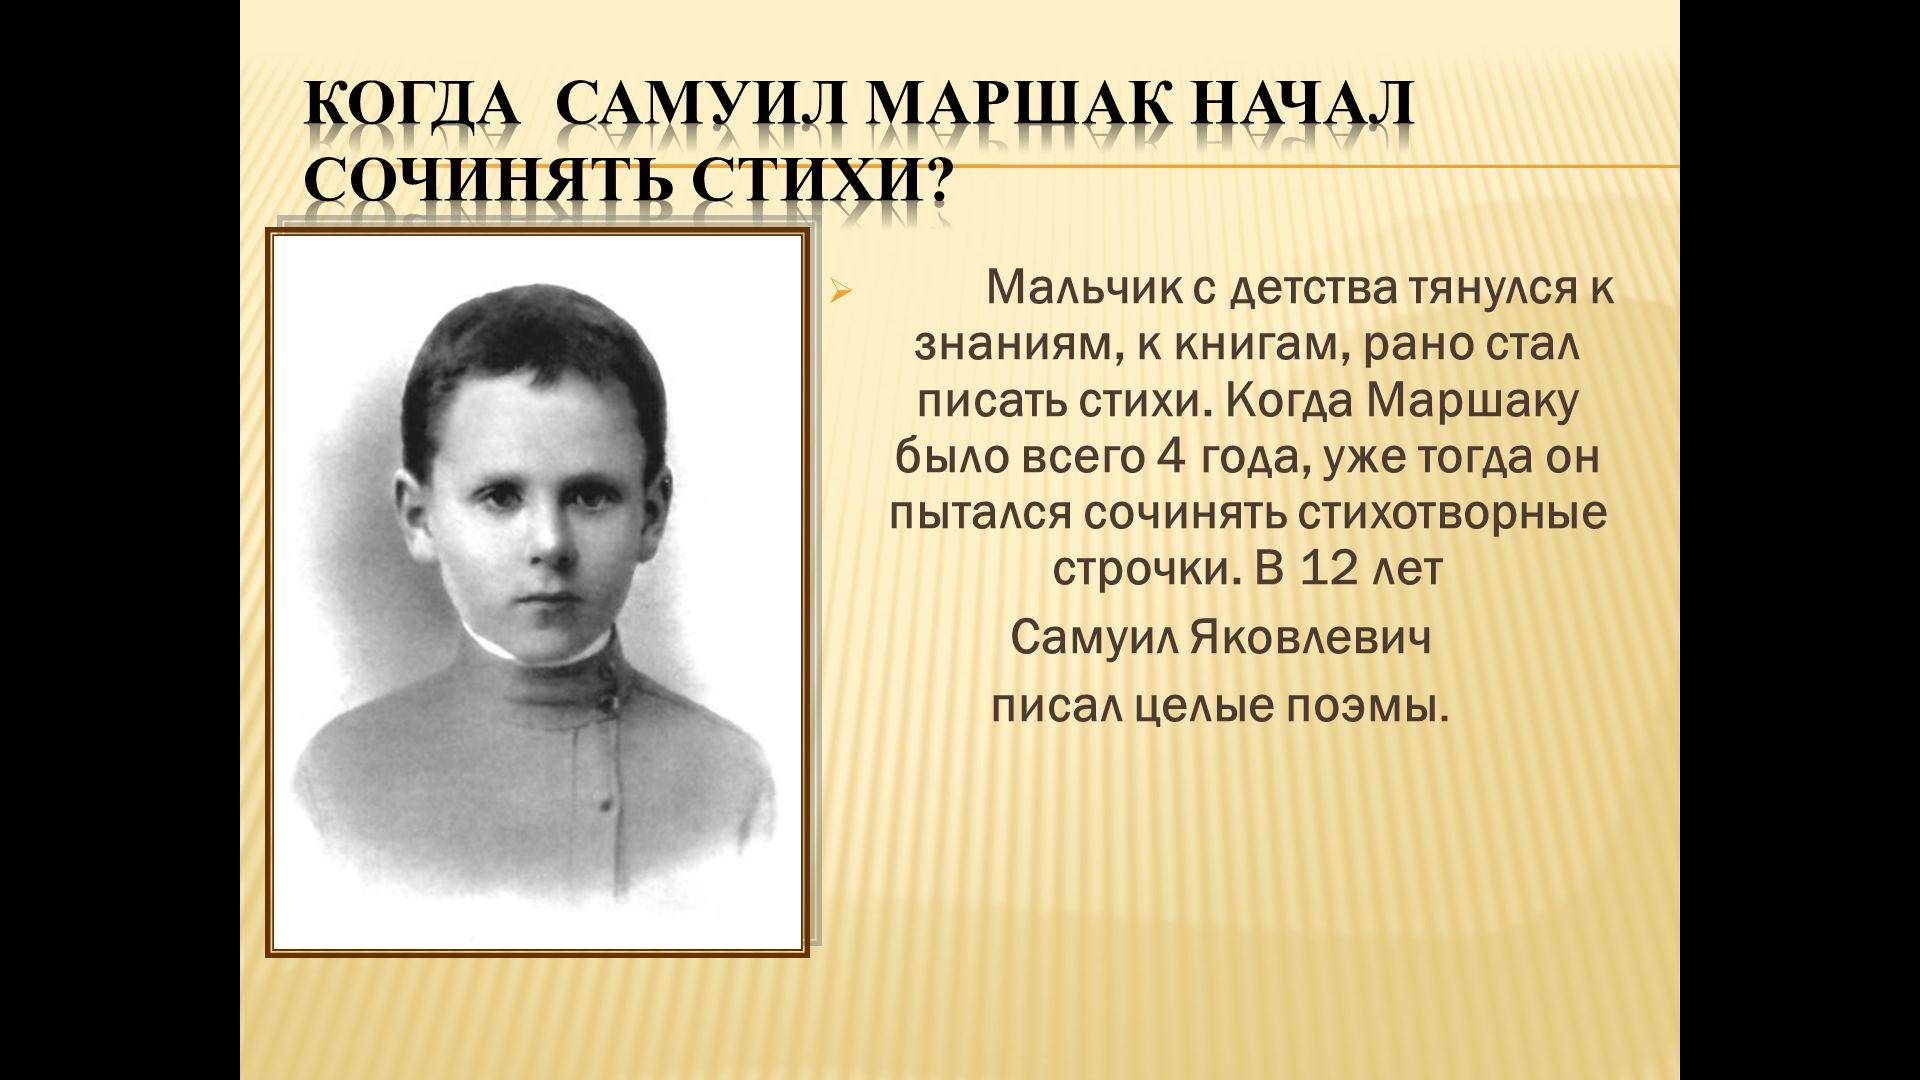 КОГДА САМУИЛ МАРШАК НАЧАЛ
СОЧИНЯТЬ СТИХИ?
Мальчик с детства тянулся к
знаниям, к книгам, рано стал
писать стихи. Когда Маршаку
было всего 4 года, уже тогда он
пытался сочинять стихотворные
строчки. В 12 лет
Самуил Яковлевич
писал целые поэмы.